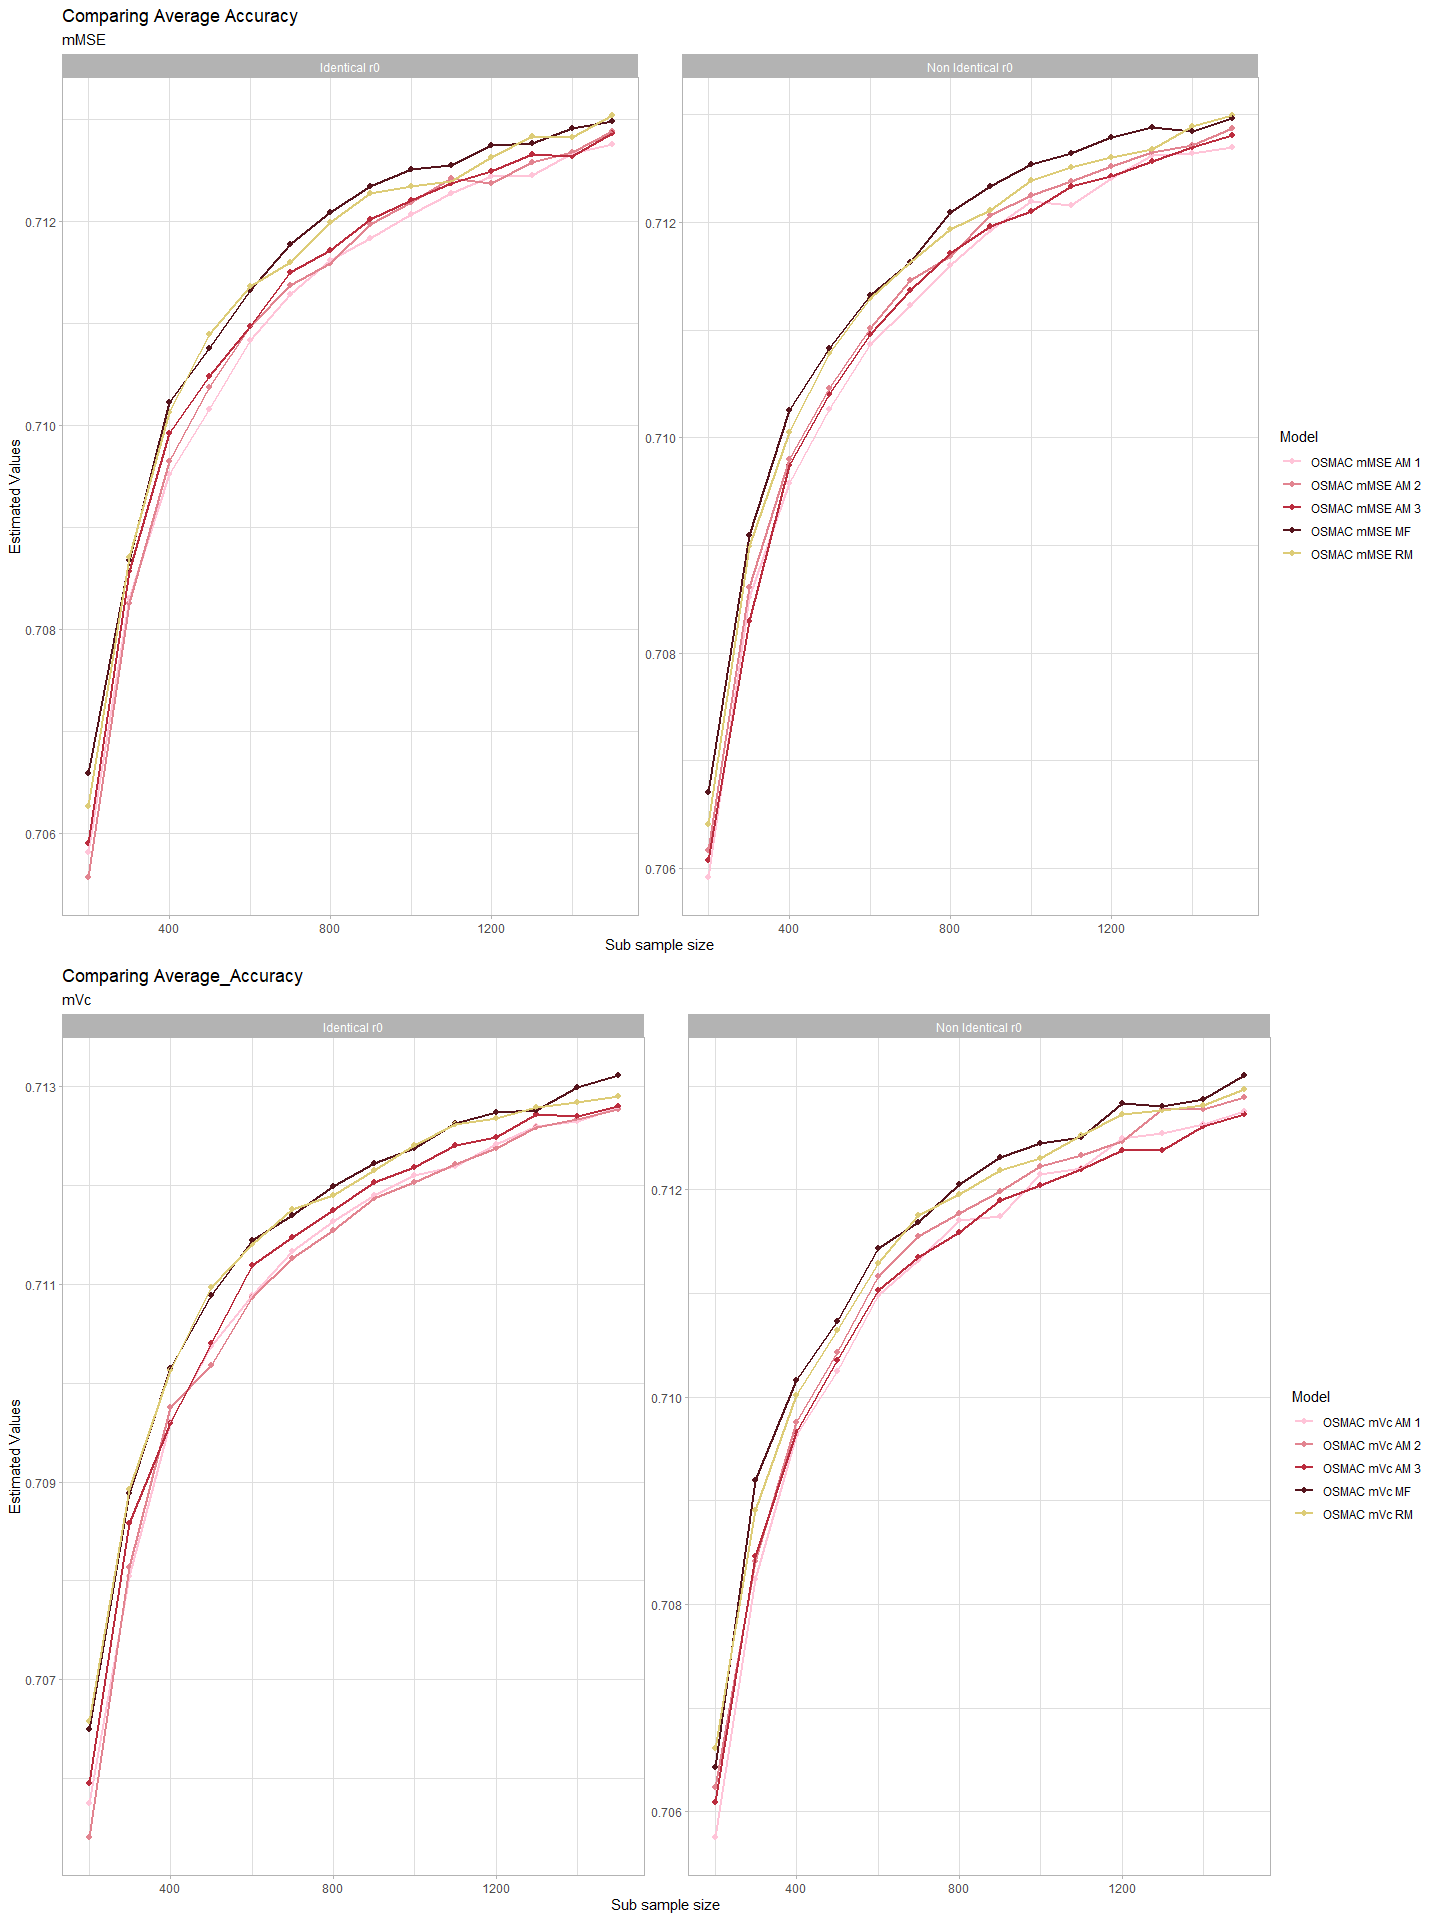 Comparing Average Accuracy
mMSE
Identical r0
Non Identical r0
0.712
0.710
0.708
0.706
0.712
0.710
0.708
0.706
Estimated Values
400
800
1200
400
800
1200
Sub sample size
Model
OSMAC mMSE AM 1
OSMAC mMSE AM 2
OSMAC mMSE AM 3
OSMAC mMSE MF
OSMAC mMSE RM
Comparing Average_Accuracy
mVc
Identical r0
Non Identical r0
0.713
0.711
0.709
0.707
0.712
0.710
0.708
0.706
Estimated Values
400
800
1200
400
800
1200
Sub sample size
Model
OSMAC mVc AM 1
OSMAC mVc AM 2
OSMAC mVc AM 3
OSMAC mVc MF
OSMAC mVc RM